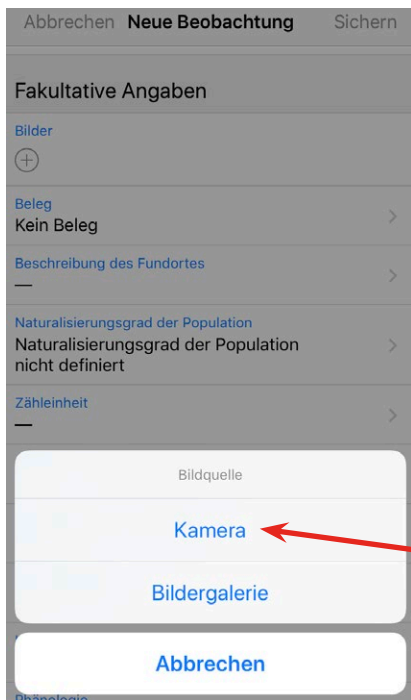 Abbrechen Neue Beobachtung Sichern
Fakultative Angaben
Bilder
Beleg
Kein Beleg
Beschreibung des Fundortes
—
Naturalisierungsgrad der Population
Naturalisierungsgrad der Population
nicht definiert
Zähleinheit
—
Bildquelle
Kamera
Bildergalerie
Abbrechen
Phänologie